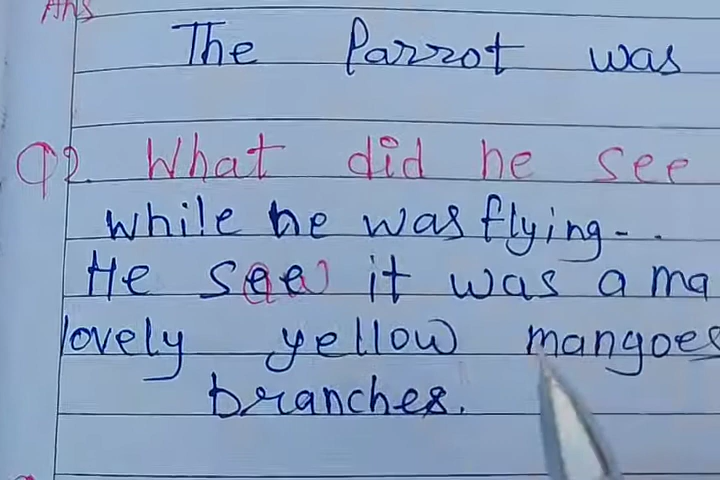 Ans
The Parrot was
Q2. What did he see
while he was flying-..
He saw it was a ma
lovely yellow mangoes
branches.